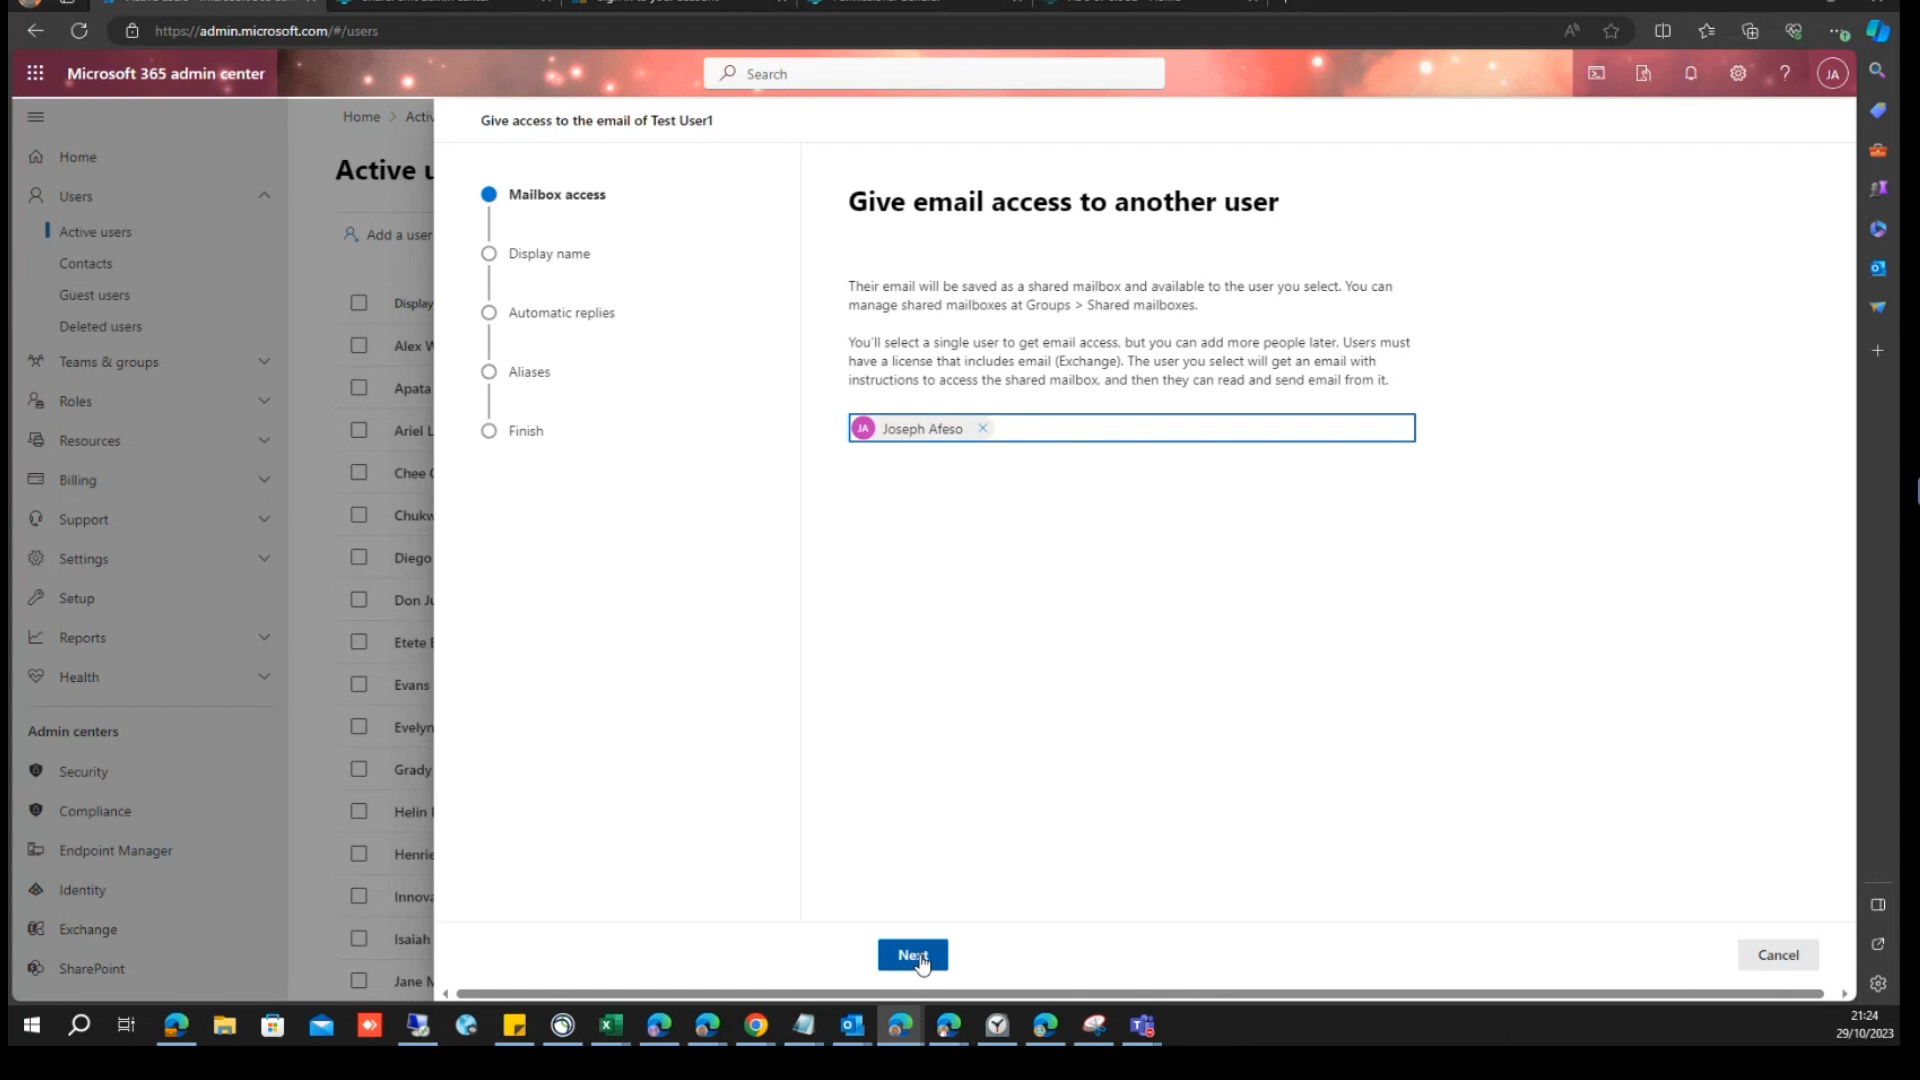 https://admin.microsoft.com/#/users
Microsoft 365 admin center
Search
JA
Home
Users
Active users
Contacts
Guest users
Deleted users
Teams & groups
Roles
Resources
Billing
Support
Settings
Setup
Reports
Health
Admin centers
Security
Compliance
Endpoint Manager
Identity
Exchange
SharePoint
Home >
Active u
Add a user
Display
Alex W
Apata
Ariel L
Chee
Chukw
Diego
Don Ju
Etete E
Evans
Evelyn
Grady
Helin
Henrie
Innova
Isaiah
Jane M
Give access to the email of Test User1
Mailbox access
Display name
Automatic replies
Aliases
Finish
Give email access to another user
Their email will be saved as a shared mailbox and available to the user you select. You can
manage shared mailboxes at Groups > Shared mailboxes.
You'll select a single user to get email access, but you can add more people later. Users must
have a license that includes email (Exchange). The user you select will get an email with
instructions to access the shared mailbox, and then they can read and send email from it.
JA Joseph Afeso
Next
Cancel
21:24
29/10/2023